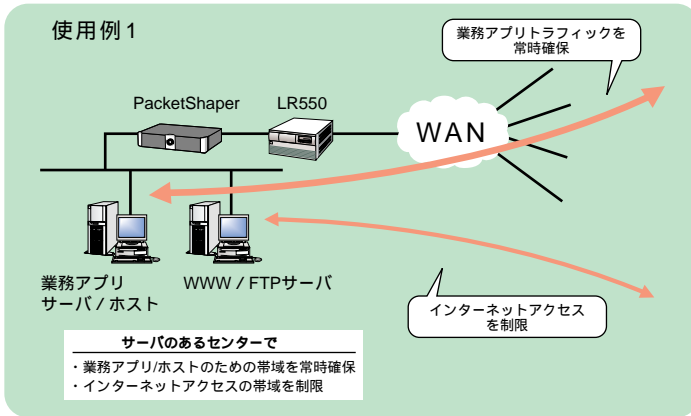 使用例1
業務アプリトラフィックを
常時確保
PacketShaper
LR550
WAN
業務アプリ
サーバ / ホスト
WWW / FTPサーバ
インターネットアクセス
を制限
サーバのあるセンターで
・業務アプリ/ホストのための帯域を常時確保
・インターネットアクセスの帯域を制限